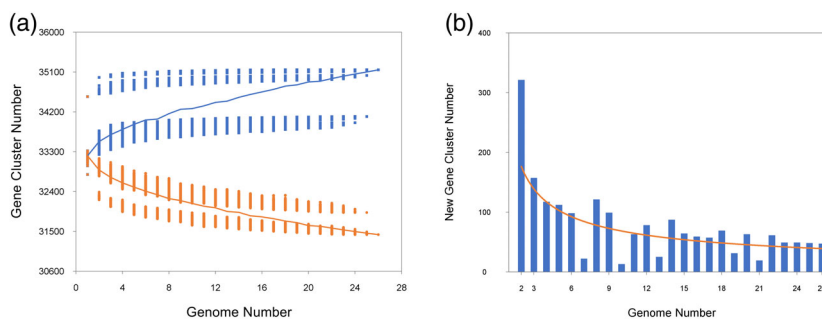 (a)
36000
35100
34200
33300
32400
31500
30600
Gene Cluster Number
0 4 8 12 16 20 24 28
Genome Number
(b)
400
300
200
100
0
New Gene Cluster Number
2 3 6 9 12 15 18 21 24
Genome Number